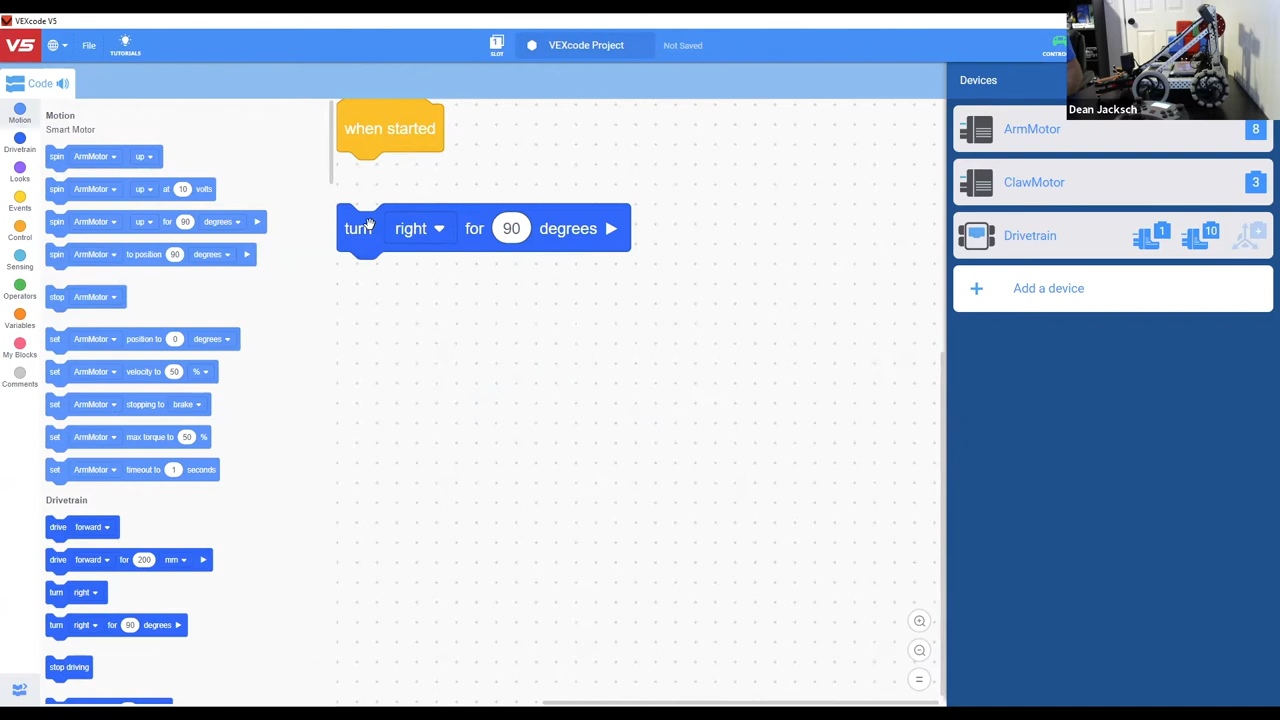 VEXcode V5
V5
File
TUTORIALS
1
SLOT
VEXcode Project
Not Saved
Code
Devices
Dean Jacksch
Motion
Drivetrain
Looks
Events
Control
Sensing
Operators
Variables
My Blocks
Comments
Motion
Smart Motor
spin ArmMotor up
spin ArmMotor up at 10 volts
spin ArmMotor up for 90 degrees
spin ArmMotor to position 90 degrees
stop ArmMotor
set ArmMotor position to 0 degrees
set ArmMotor velocity to 50 %
set ArmMotor stopping to brake
set ArmMotor max torque to 50 %
set ArmMotor timeout to 1 seconds
Drivetrain
drive forward
drive forward for 200 mm
turn right
turn right for 90 degrees
stop driving
when started
turn right for 90 degrees
ArmMotor 8
ClawMotor 3
Drivetrain 1 10
+ Add a device